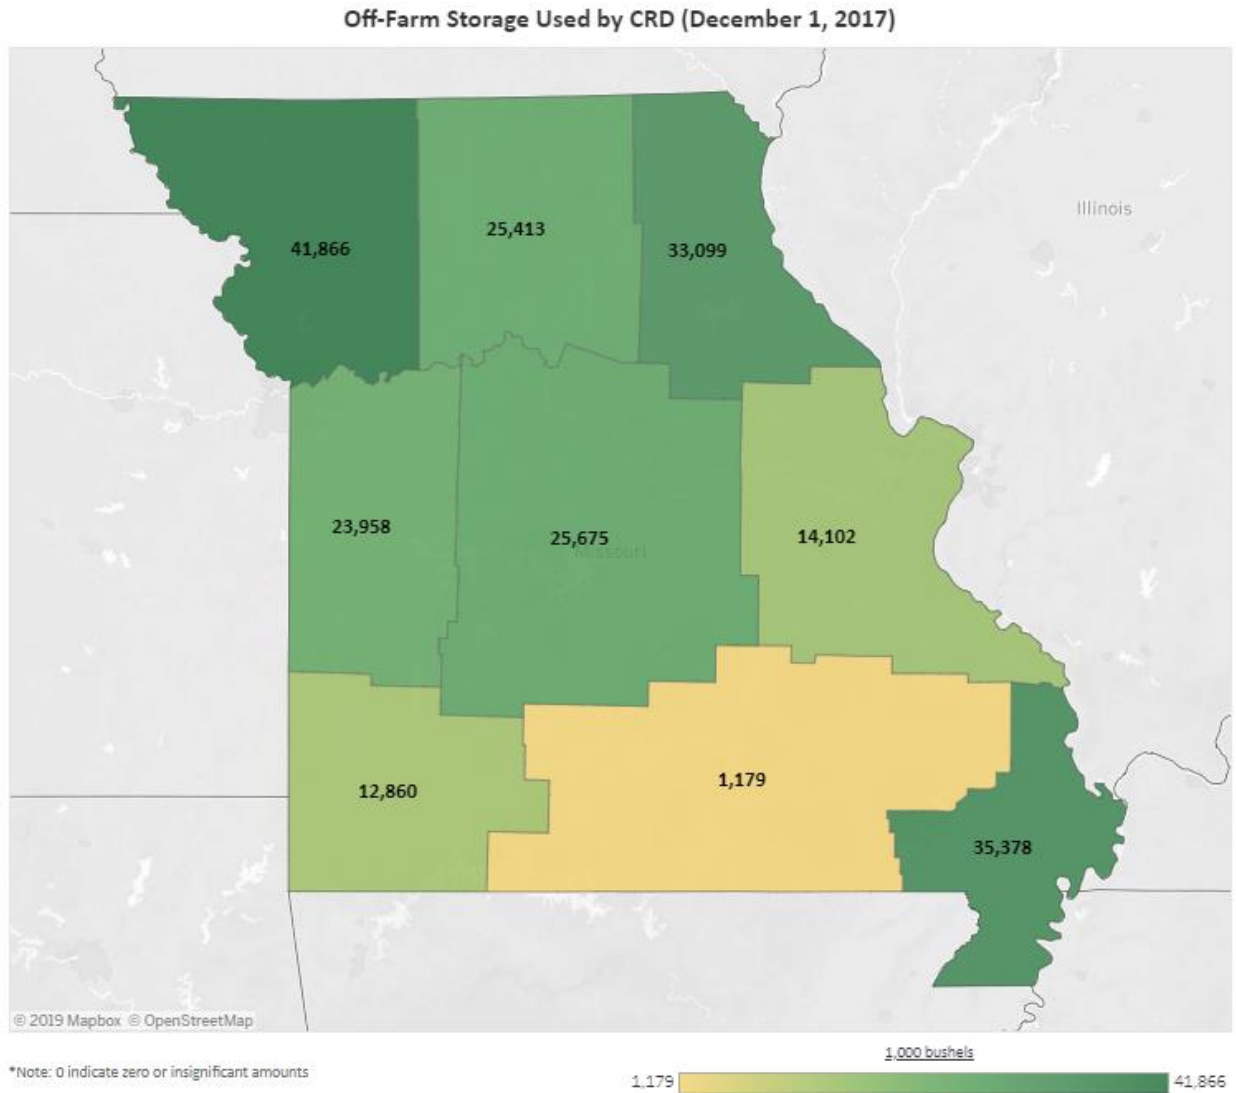 Off-Farm Storage Used by CRD (December 1, 2017)
Illinois
25,413
41,866
33,099
23,958
25,675
Missouri
14,102
1,179
12,860
35,378
© 2019 Mapbox © OpenStreetMap
1,000 bushels
*Note: 0 indicate zero or insignificant amounts
1,179
41,866